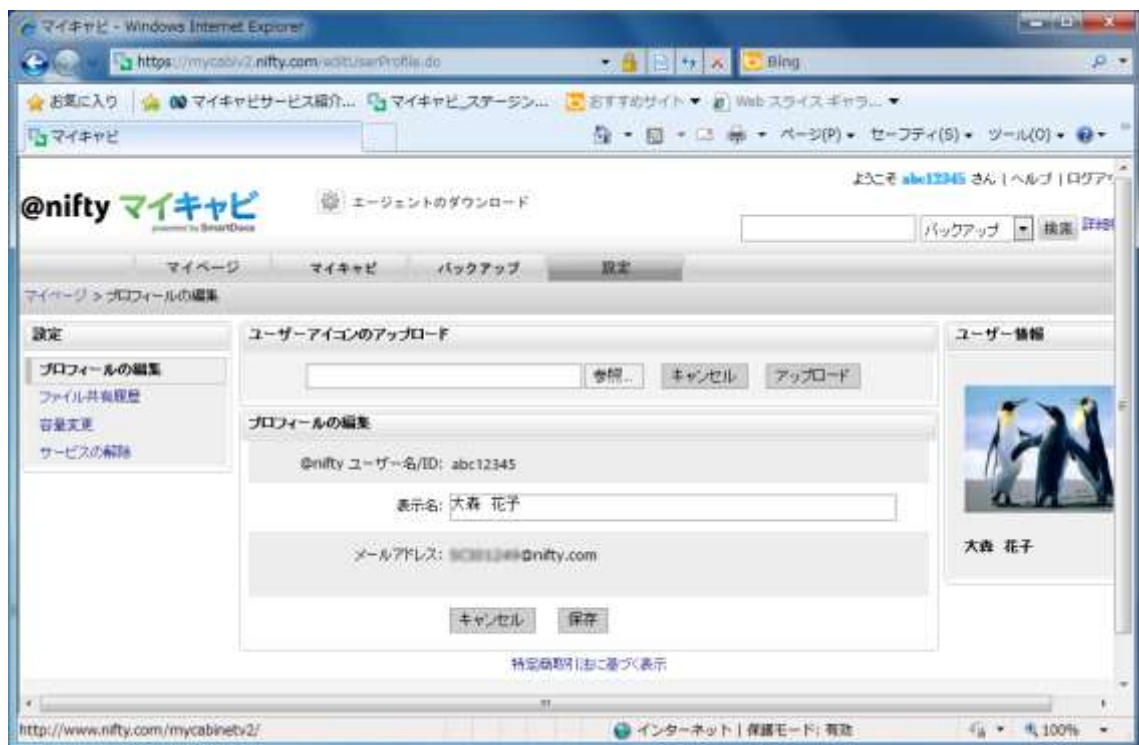 マイキャビ - Windows Internet Explorer
https://mycabiv2.nifty.com/editUserProfile.do
Bing
お気に入り マイキャビサービス紹介... マイキャビ_ステージン... おすすめサイト ▼ Web スライス ギャラ... ▼
マイキャビ
ページ(P) ▼ セーフティ(S) ▼ ツール(O) ▼
ようこそ abc12345 さん | ヘルプ | ログア
@nifty マイキャビ
powered by SmartDocs
エージェントのダウンロード
バックアップ 検索 詳細
マイページ マイキャビ バックアップ 設定
マイページ > プロフィールの編集
設定
プロフィールの編集
ファイル共有履歴
容量変更
サービスの解除
ユーザーアイコンのアップロード
参照... キャンセル アップロード
プロフィールの編集
@nifty ユーザー名/ID: abc12345
表示名: 大森 花子
メールアドレス: @nifty.com
キャンセル 保存
特定商取引法に基づく表示
ユーザー情報
大森 花子
http://www.nifty.com/mycabinetv2/
インターネット | 保護モード: 有効
100%